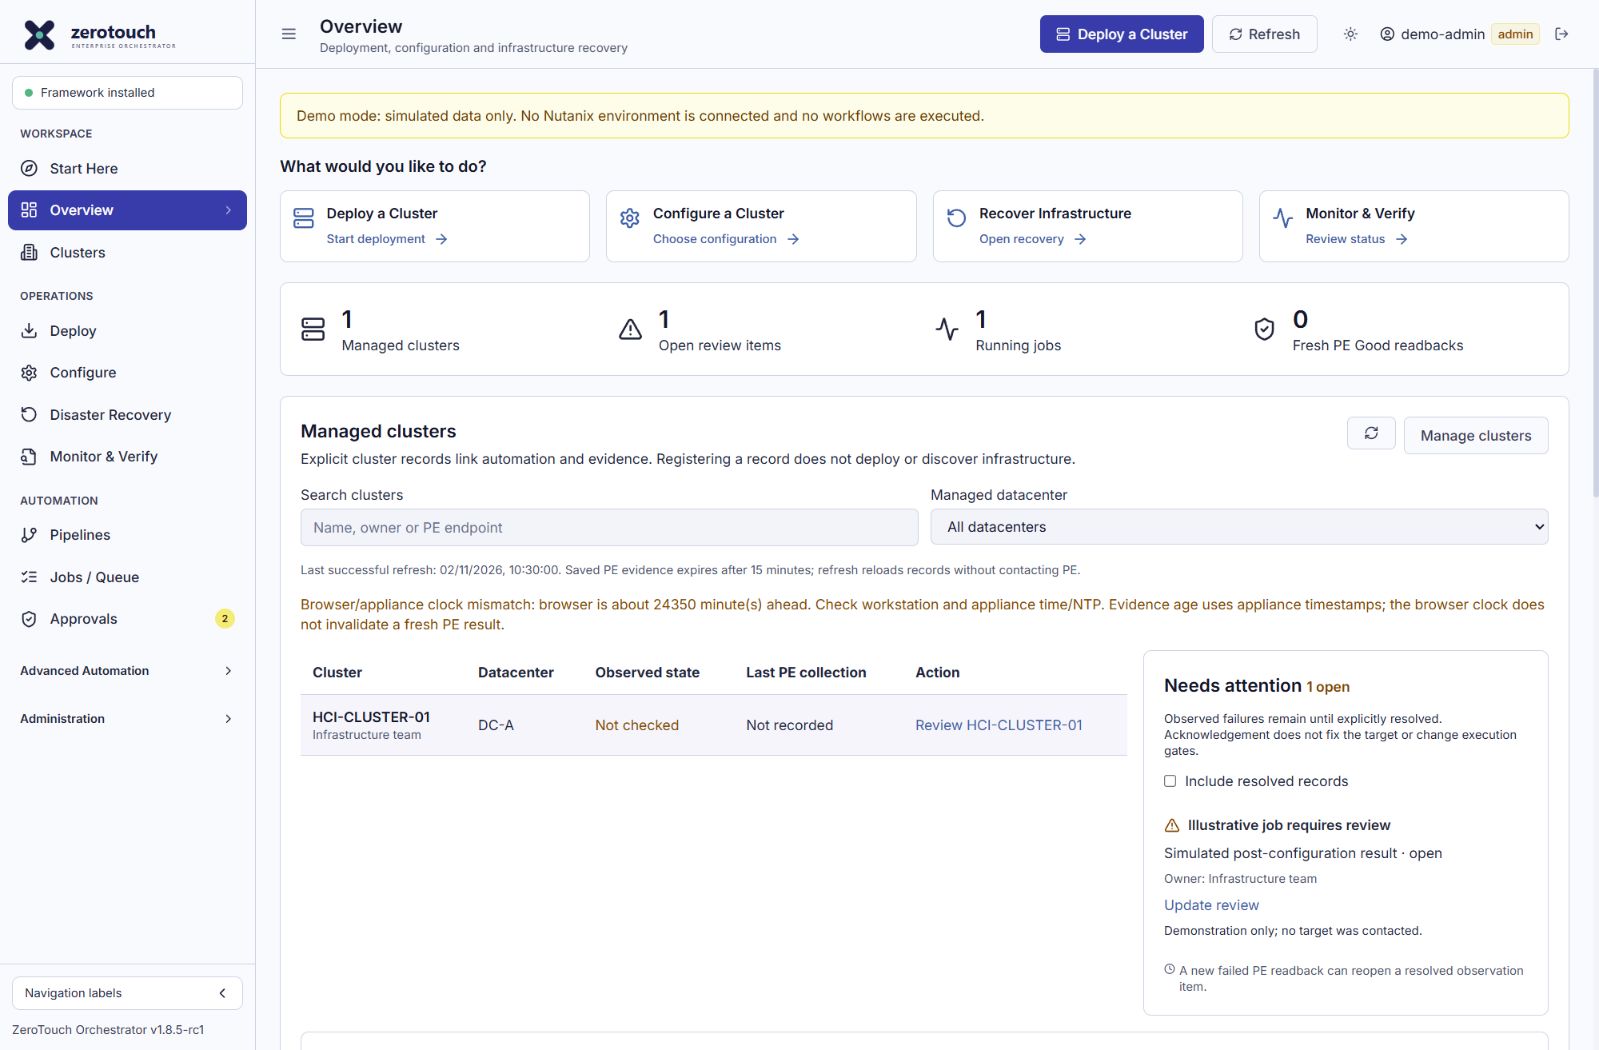 zerotouch
ENTERPRISE ORCHESTRATOR
Framework installed
WORKSPACE
Start Here
Overview
Clusters
OPERATIONS
Deploy
Configure
Disaster Recovery
Monitor & Verify
AUTOMATION
Pipelines
Jobs / Queue
Approvals
2
Advanced Automation
Administration
Navigation labels
ZeroTouch Orchestrator v1.8.5-rc1
Overview
Deployment, configuration and infrastructure recovery
Deploy a Cluster
Refresh
demo-admin
admin
Demo mode: simulated data only. No Nutanix environment is connected and no workflows are executed.
What would you like to do?
Deploy a Cluster
Start deployment
Configure a Cluster
Choose configuration
Recover Infrastructure
Open recovery
Monitor & Verify
Review status
1
Managed clusters
1
Open review items
1
Running jobs
0
Fresh PE Good readbacks
Managed clusters
Explicit cluster records link automation and evidence. Registering a record does not deploy or discover infrastructure.
Manage clusters
Search clusters
Name, owner or PE endpoint
Managed datacenter
All datacenters
Last successful refresh: 02/11/2026, 10:30:00. Saved PE evidence expires after 15 minutes; refresh reloads records without contacting PE.
Browser/appliance clock mismatch: browser is about 24350 minute(s) ahead. Check workstation and appliance time/NTP. Evidence age uses appliance timestamps; the browser clock does
not invalidate a fresh PE result.
Cluster Datacenter Observed state Last PE collection Action
HCI-CLUSTER-01
Infrastructure team
DC-A Not checked Not recorded Review HCI-CLUSTER-01
Needs attention 1 open
Observed failures remain until explicitly resolved.
Acknowledgement does not fix the target or change execution
gates.
Include resolved records
Illustrative job requires review
Simulated post-configuration result · open
Owner: Infrastructure team
Update review
Demonstration only; no target was contacted.
A new failed PE readback can reopen a resolved observation
item.